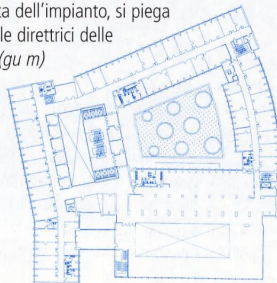 ta dell'impianto, si piega
le direttrici delle
(gu m)